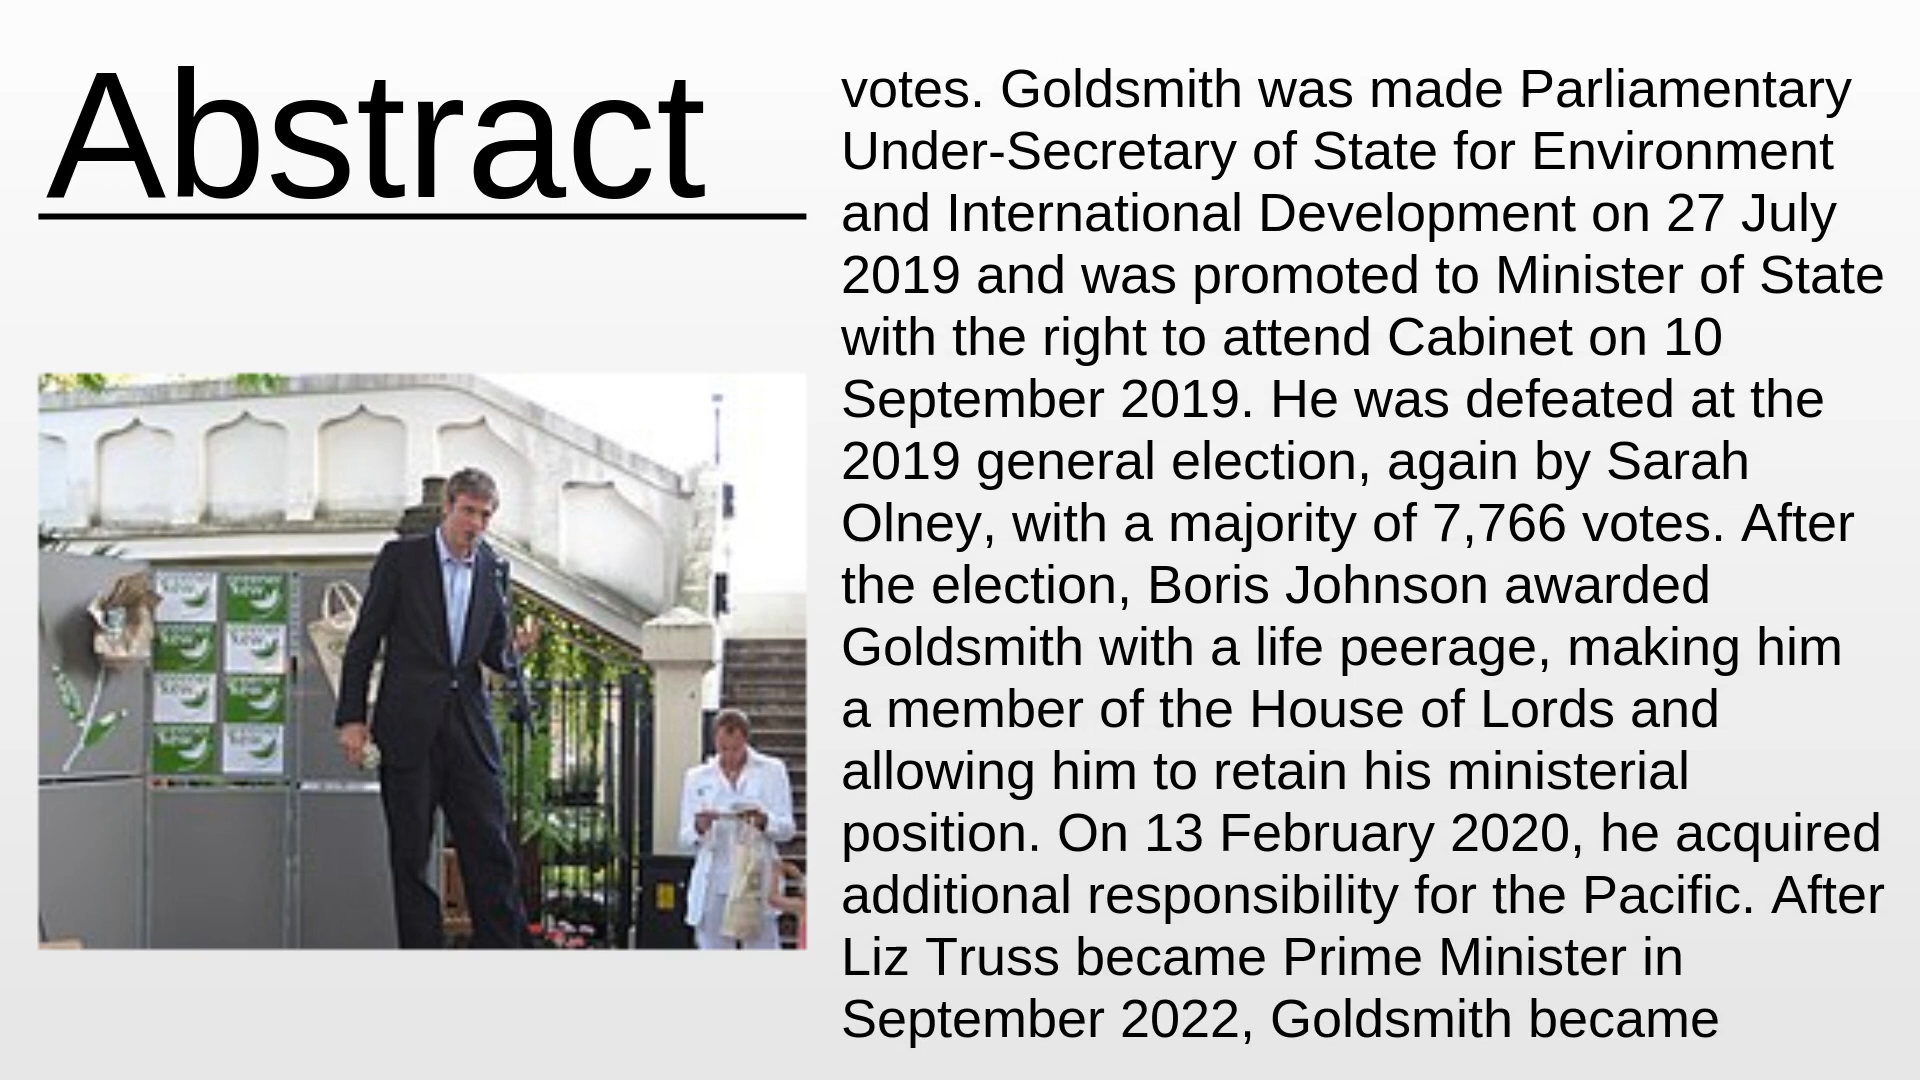 Abstract
votes. Goldsmith was made Parliamentary
Under-Secretary of State for Environment
and International Development on 27 July
2019 and was promoted to Minister of State
with the right to attend Cabinet on 10
September 2019. He was defeated at the
2019 general election, again by Sarah
Olney, with a majority of 7,766 votes. After
the election, Boris Johnson awarded
Goldsmith with a life peerage, making him
a member of the House of Lords and
allowing him to retain his ministerial
position. On 13 February 2020, he acquired
additional responsibility for the Pacific. After
Liz Truss became Prime Minister in
September 2022, Goldsmith became